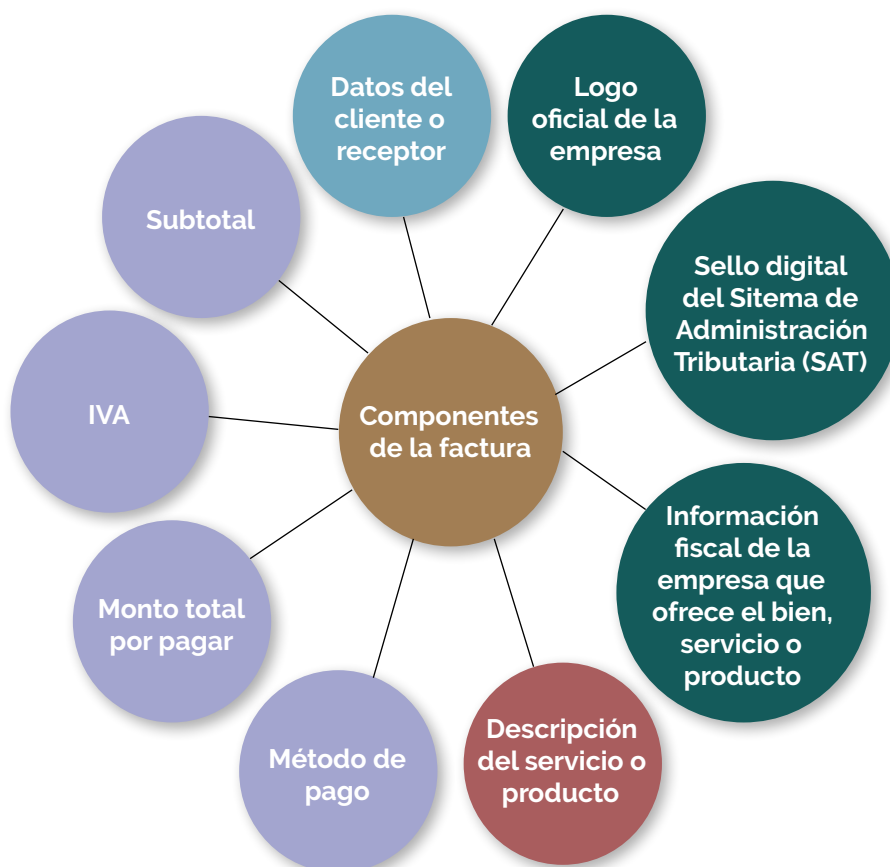 Datos del
cliente o
receptor
Logo
oficial de la
empresa
Subtotal
Sello digital
del Sitema de
Administración
Tributaria (SAT)
IVA
Componentes
de la factura
Información
fiscal de la
empresa que
ofrece el bien,
servicio o
producto
Monto total
por pagar
Descripción
del servicio o
producto
Método de
pago